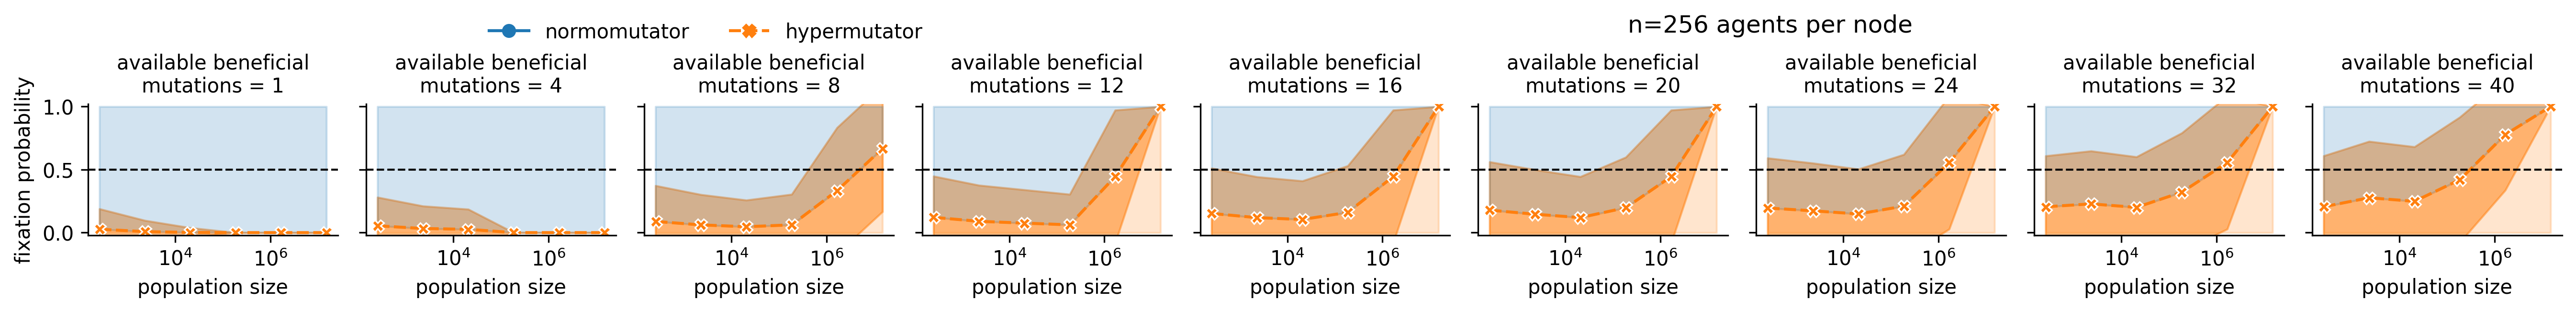 normomutator
hypermutator
n=256 agents per node
available beneficial
mutations = 1
available beneficial
mutations = 4
available beneficial
mutations = 8
available beneficial
mutations = 12
available beneficial
mutations = 16
available beneficial
mutations = 20
available beneficial
mutations = 24
available beneficial
mutations = 32
available beneficial
mutations = 40
fixation probability
1.0
0.5
0.0
10⁴ 10⁶
10⁴ 10⁶
10⁴ 10⁶
10⁴ 10⁶
10⁴ 10⁶
10⁴ 10⁶
10⁴ 10⁶
10⁴ 10⁶
10⁴ 10⁶
population size
population size
population size
population size
population size
population size
population size
population size
population size